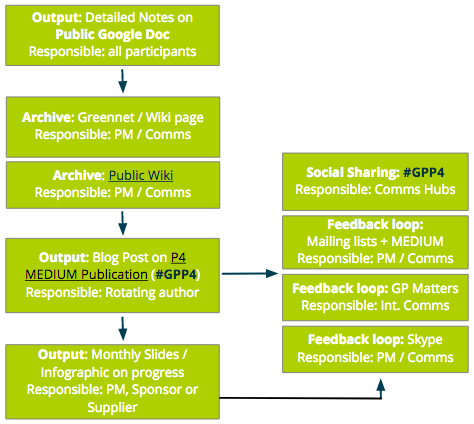 Output: Detailed Notes on
Public Google Doc
Responsible: all participants
Archive: Greennet / Wiki page
Responsible: PM / Comms
Archive: Public Wiki
Responsible: PM / Comms
Output: Blog Post on P4
MEDIUM Publication (#GPP4)
Responsible: Rotating author
Output: Monthly Slides /
Infographic on progress
Responsible: PM, Sponsor or
Supplier
Social Sharing: #GPP4
Responsible: Comms Hubs
Feedback loop:
Mailing lists + MEDIUM
Responsible: PM / Comms
Feedback loop: GP Matters
Responsible: Int. Comms
Feedback loop: Skype
Responsible: PM / Comms